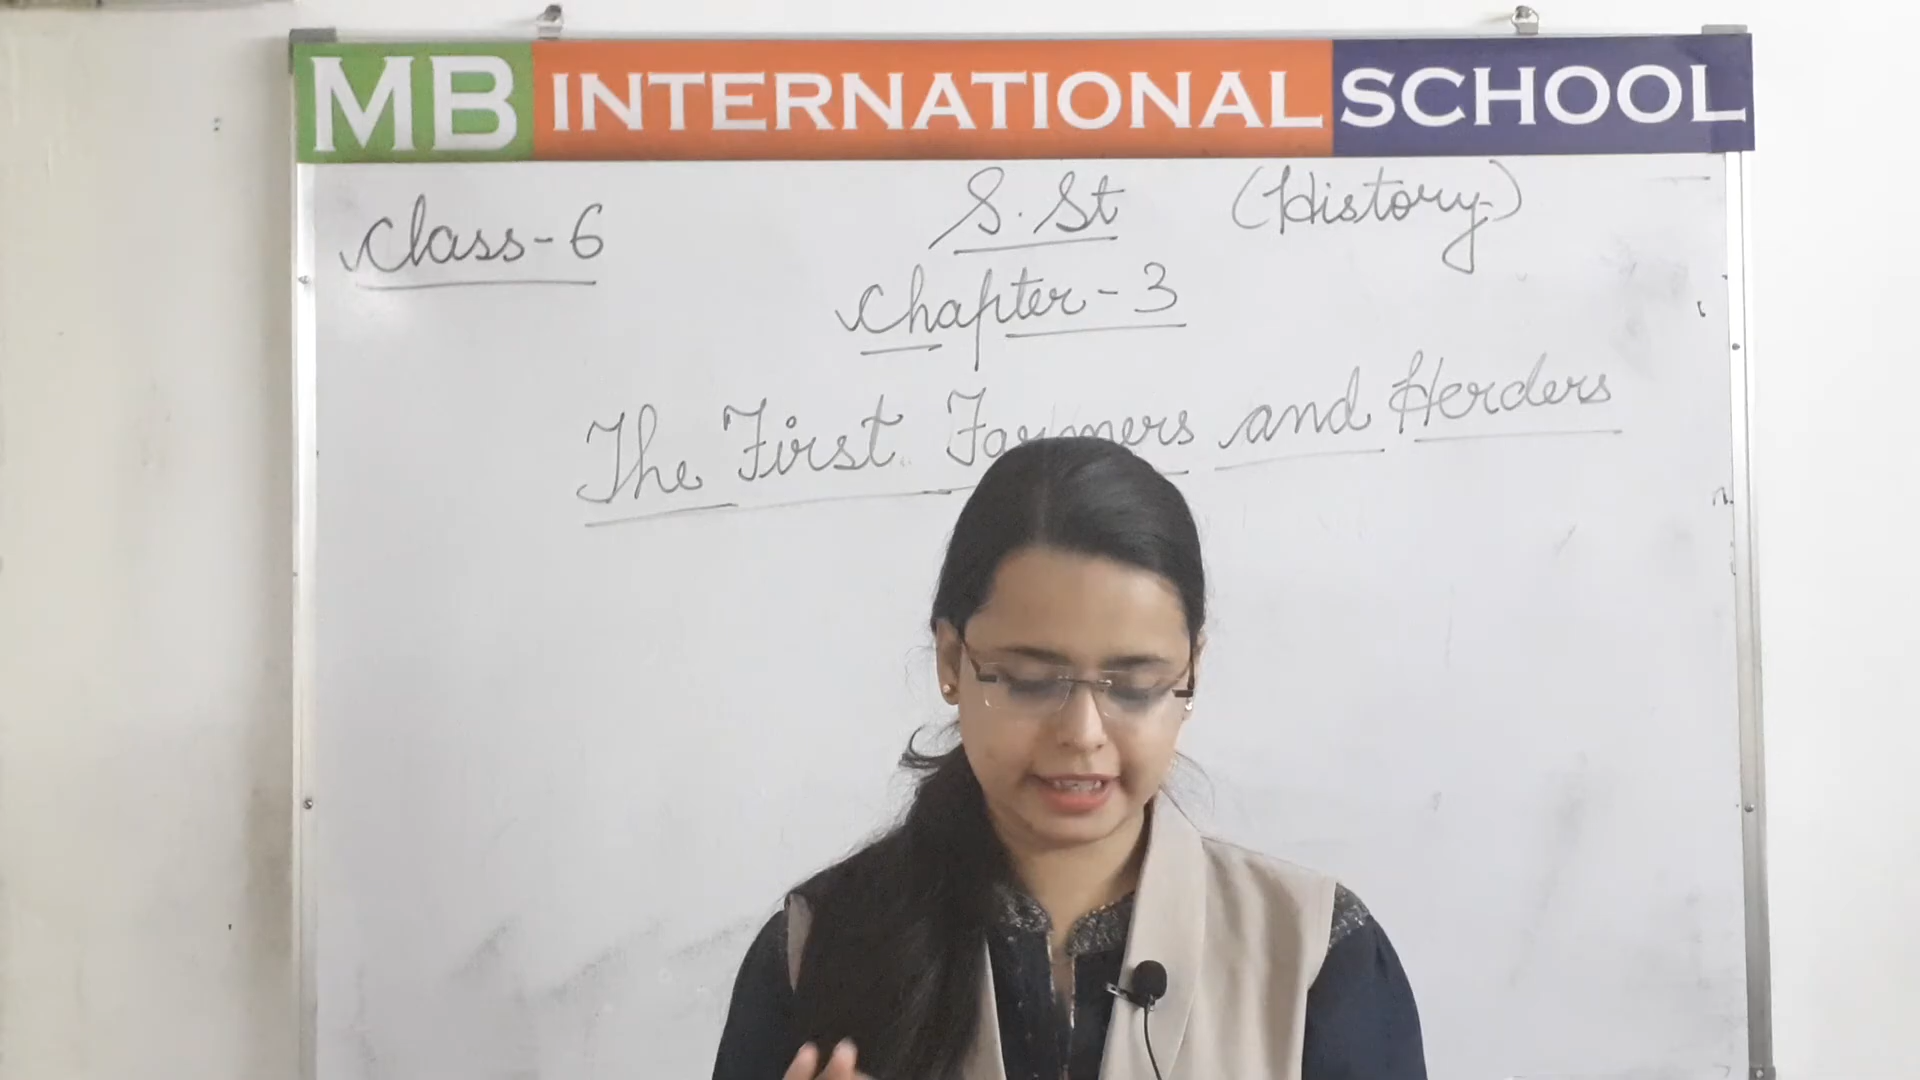 MB INTERNATIONAL SCHOOL
Class-6 S.St (History)
Chapter-3
The First Farmers and Herders